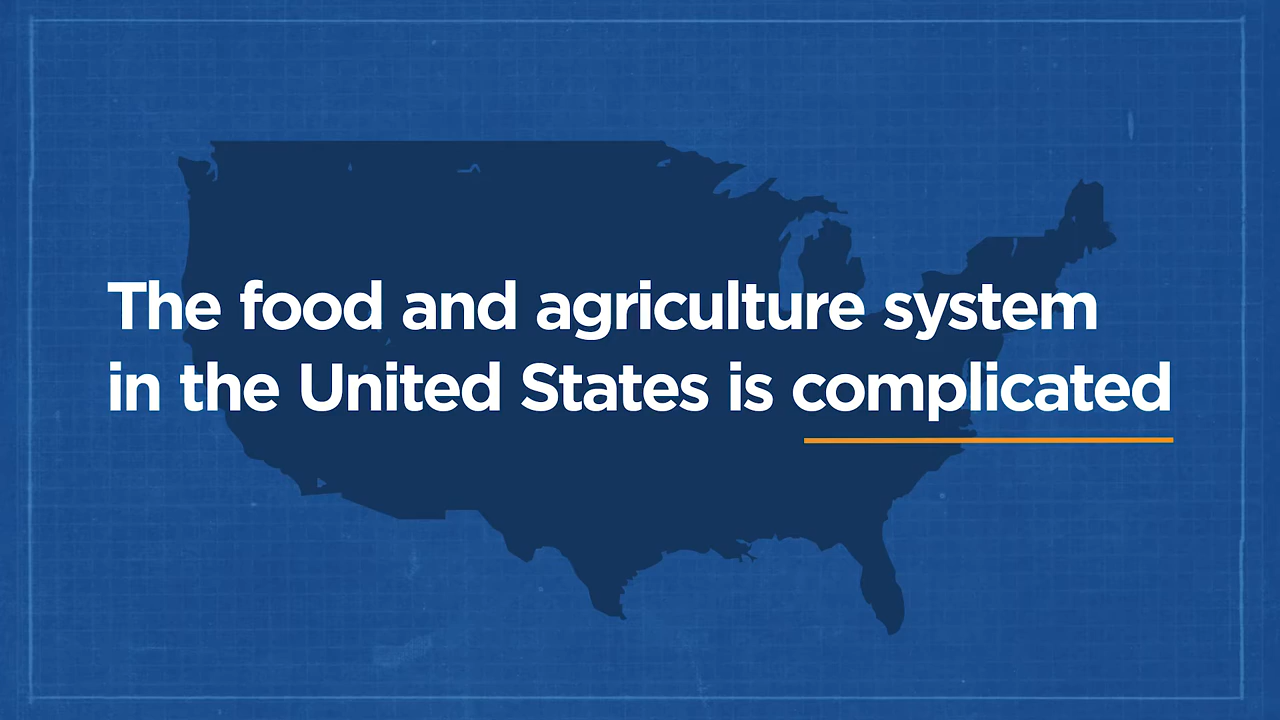 The food and agriculture system
in the United States is complicated